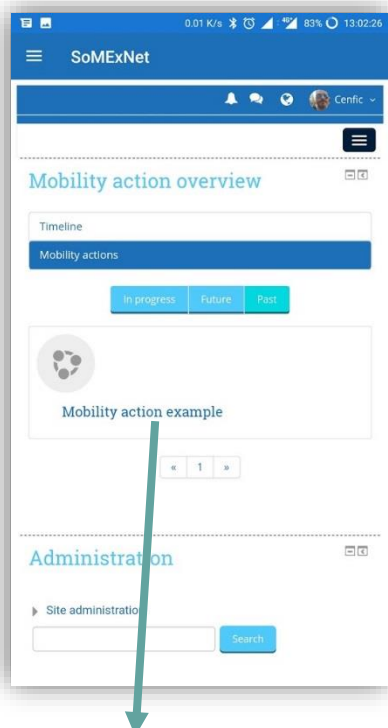 0.01 K/s 4G 83% 13:02:26
SoMExNet
Cenfic
Mobility action overview
Timeline
Mobility actions
In progress Future Past
Mobility action example
« 1 »
Administration
Site administration
Search